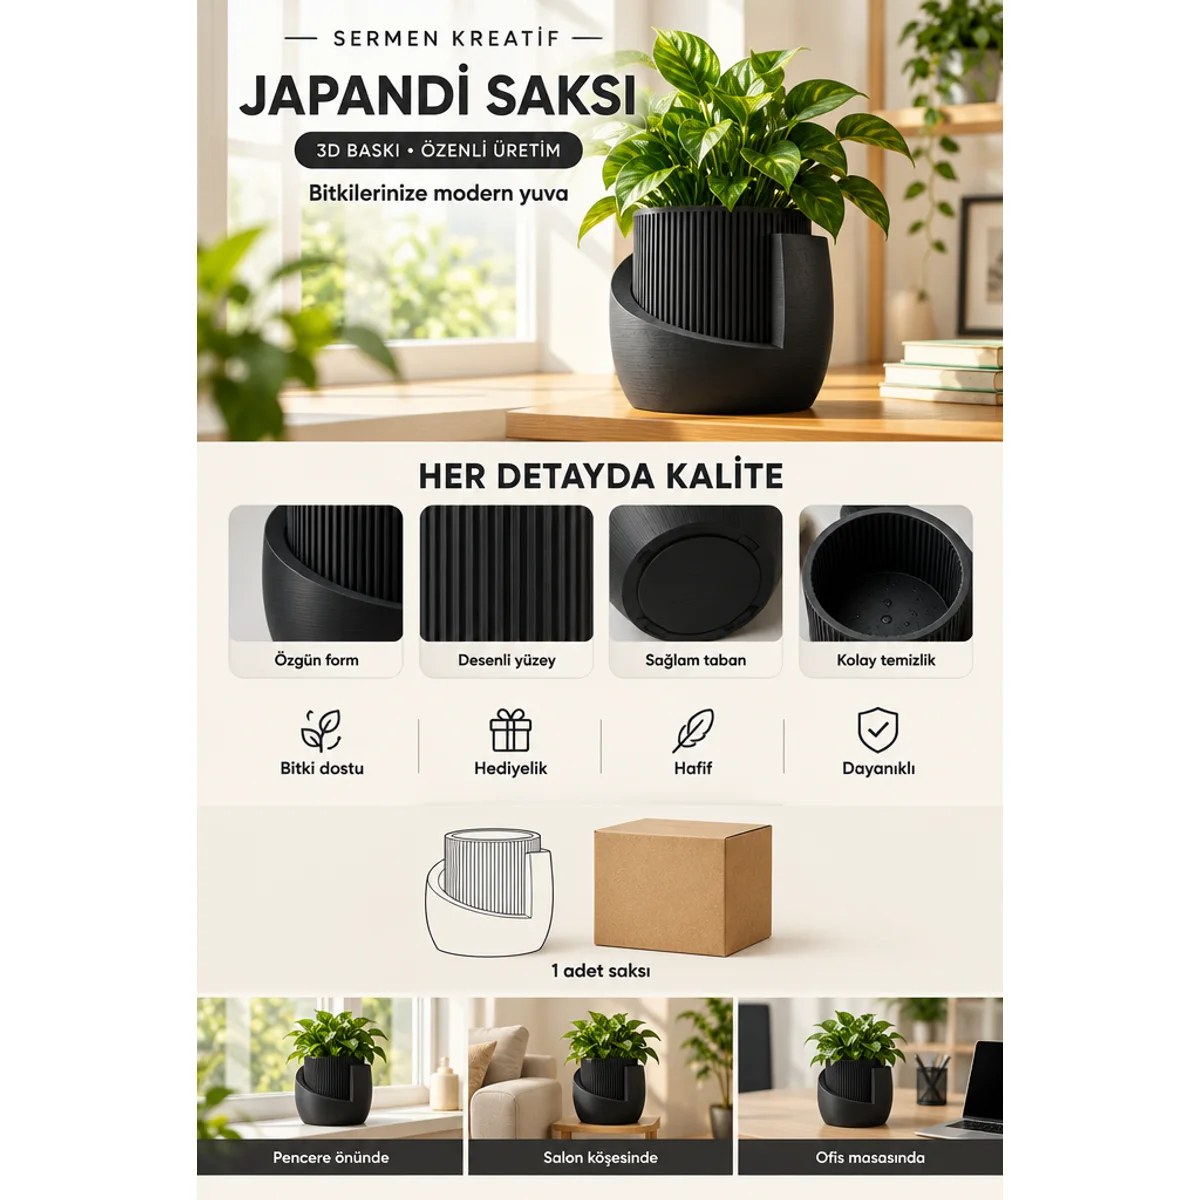 SERMEN KREATİF
JAPANDİ SAKSI
3D BASKI • ÖZENLİ ÜRETİM
Bitkilerinize modern yuva
HER DETAYDA KALİTE
Özgün form
Desenli yüzey
Sağlam taban
Kolay temizlik
Bitki dostu
Hediyelik
Hafif
Dayanıklı
1 adet saksı
Pencere önünde
Salon köşesinde
Ofis masasında